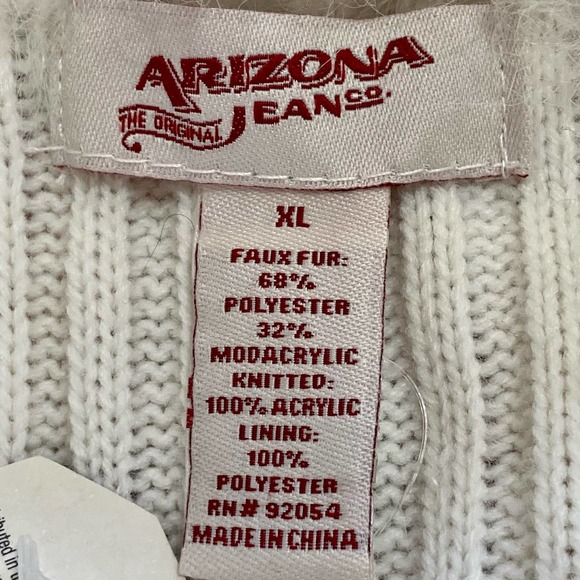 ARIZONA
THE ORIGINAL JEAN CO.
XL
FAUX FUR:
68%
POLYESTER
32%
MODACRYLIC
KNITTED:
100% ACRYLIC
LINING:
100%
POLYESTER
RN# 92054
MADE IN CHINA